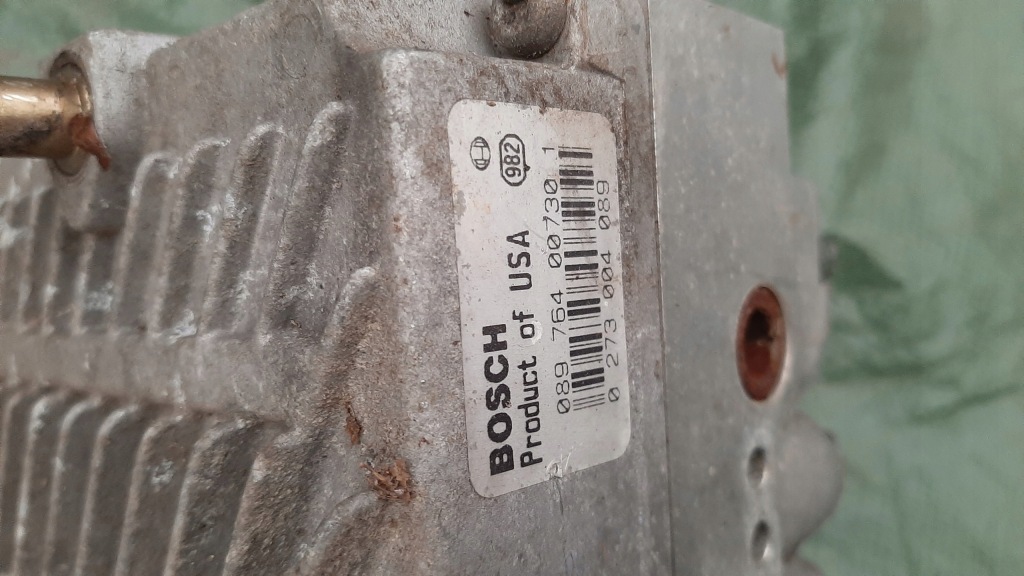 982
BOSCH
Product of USA
089 764 00730 1
0 273 004 089